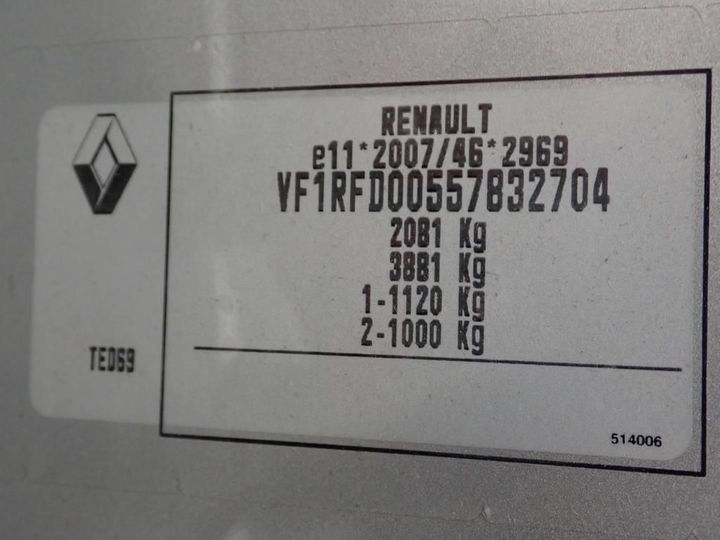 RENAULT
e11*2007/46*2969
VF1RFD00557832704
2081 Kg
3881 Kg
1-1120 Kg
2-1000 Kg
TED69
514006